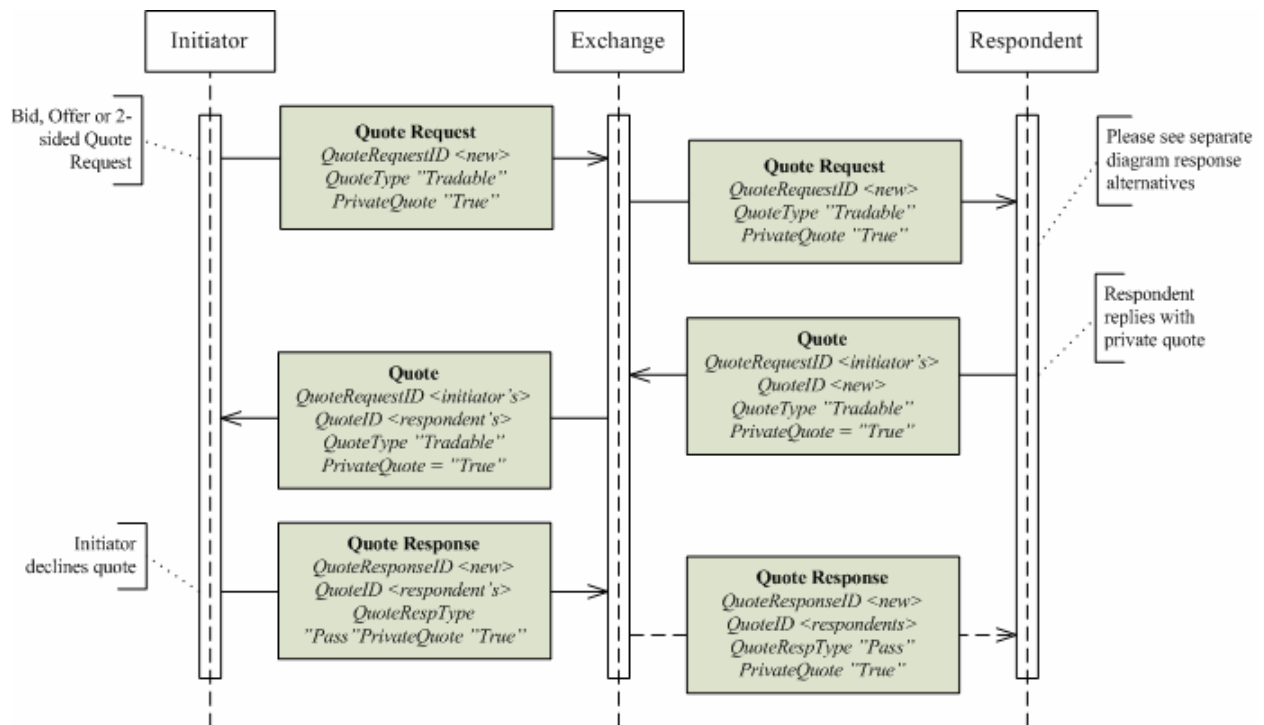 Initiator
Exchange
Respondent
Bid, Offer or 2-
sided Quote
Request
Quote Request
QuoteRequestID <new>
QuoteType "Tradable"
PrivateQuote "True"
Quote Request
QuoteRequestID <new>
QuoteType "Tradable"
PrivateQuote "True"
Please see separate
diagram response
alternatives
Respondent
replies with
private quote
Quote
QuoteRequestID <initiator's>
QuoteID <new>
QuoteType "Tradable"
PrivateQuote = "True"
Quote
QuoteRequestID <initiator's>
QuoteID <respondent's>
QuoteType "Tradable"
PrivateQuote = "True"
Initiator
declines quote
Quote Response
QuoteResponseID <new>
QuoteID <respondent's>
QuoteRespType
"Pass"PrivateQuote "True"
Quote Response
QuoteResponseID <new>
QuoteID <respondents>
QuoteRespType "Pass"
PrivateQuote "True"